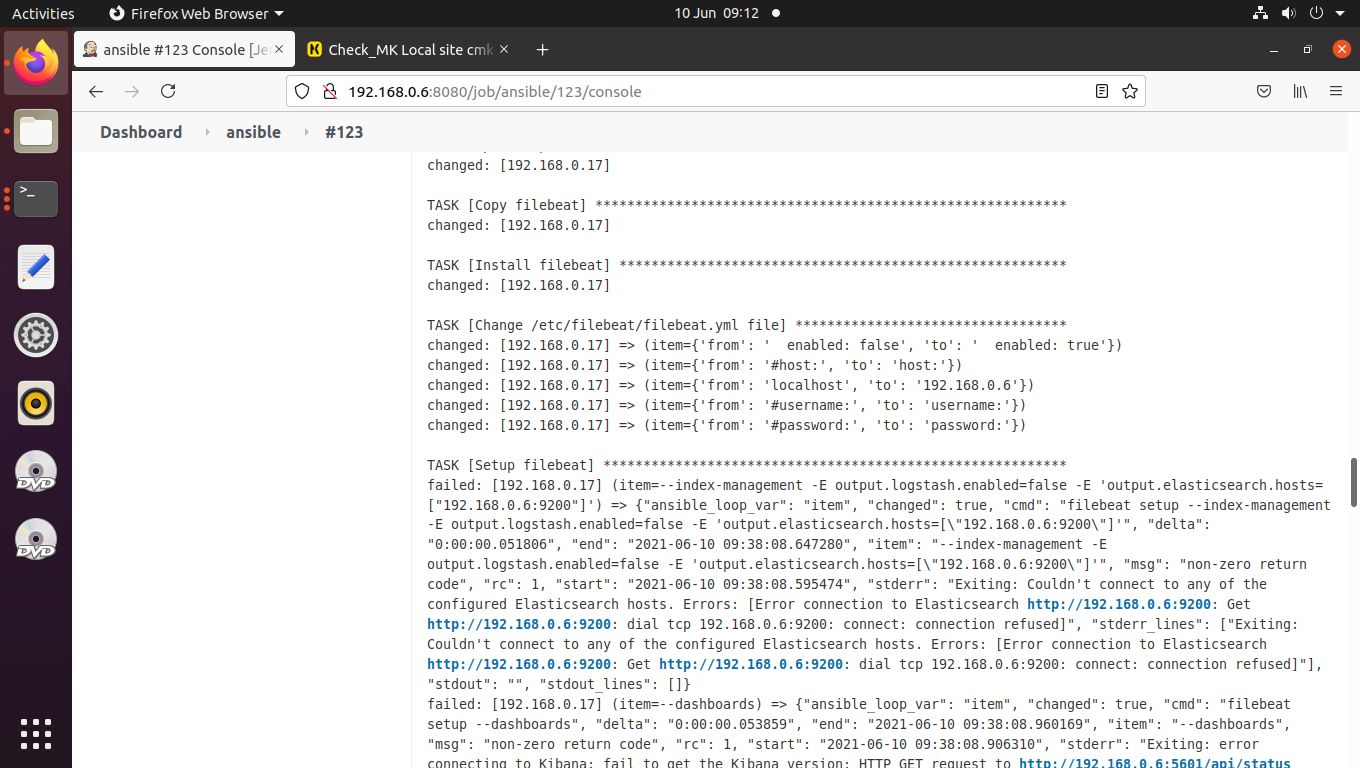 Activities
Firefox Web Browser
10 Jun 09:12
ansible #123 Console [Je
Check_MK Local site cmk
192.168.0.6:8080/job/ansible/123/console
Dashboard
ansible
#123
changed: [192.168.0.17]
TASK [Copy filebeat] ***********************************************************
changed: [192.168.0.17]
TASK [Install filebeat] ********************************************************
changed: [192.168.0.17]
TASK [Change /etc/filebeat/filebeat.yml file] **********************************
changed: [192.168.0.17] => (item={'from': '  enabled: false', 'to': '  enabled: true'})
changed: [192.168.0.17] => (item={'from': '#host:', 'to': 'host:'})
changed: [192.168.0.17] => (item={'from': 'localhost', 'to': '192.168.0.6'})
changed: [192.168.0.17] => (item={'from': '#username:', 'to': 'username:'})
changed: [192.168.0.17] => (item={'from': '#password:', 'to': 'password:'})
TASK [Setup filebeat] **********************************************************
failed: [192.168.0.17] (item=--index-management -E output.logstash.enabled=false -E 'output.elasticsearch.hosts=
["192.168.0.6:9200"]') => {"ansible_loop_var": "item", "changed": true, "cmd": "filebeat setup --index-management
-E output.logstash.enabled=false -E 'output.elasticsearch.hosts=[\"192.168.0.6:9200\"]'", "delta":
"0:00:00.051806", "end": "2021-06-10 09:38:08.647280", "item": "--index-management -E
output.logstash.enabled=false -E 'output.elasticsearch.hosts=[\"192.168.0.6:9200\"]'", "msg": "non-zero return
code", "rc": 1, "start": "2021-06-10 09:38:08.595474", "stderr": "Exiting: Couldn't connect to any of the
configured Elasticsearch hosts. Errors: [Error connection to Elasticsearch http://192.168.0.6:9200: Get
http://192.168.0.6:9200: dial tcp 192.168.0.6:9200: connect: connection refused]", "stderr_lines": ["Exiting:
Couldn't connect to any of the configured Elasticsearch hosts. Errors: [Error connection to Elasticsearch
http://192.168.0.6:9200: Get http://192.168.0.6:9200: dial tcp 192.168.0.6:9200: connect: connection refused]"],
"stdout": "", "stdout_lines": []}
failed: [192.168.0.17] (item=--dashboards) => {"ansible_loop_var": "item", "changed": true, "cmd": "filebeat
setup --dashboards", "delta": "0:00:00.053859", "end": "2021-06-10 09:38:08.960169", "item": "--dashboards",
"msg": "non-zero return code", "rc": 1, "start": "2021-06-10 09:38:08.906310", "stderr": "Exiting: error
connecting to Kibana: fail to get the Kibana version: HTTP GET request to http://192.168.0.6:5601/api/status
DVD
DVD